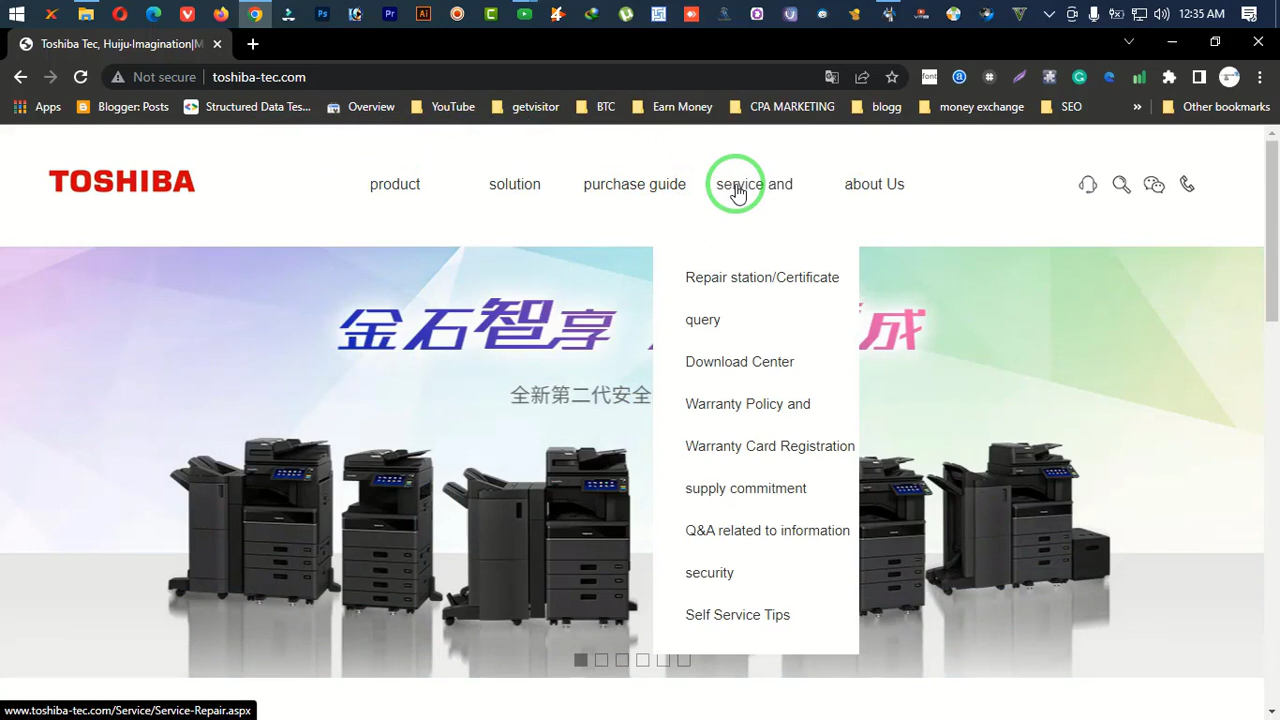 12:35 AM
Toshiba Tec, Huiju·Imagination|M
Not secure
toshiba-tec.com
Apps
Blogger: Posts
Structured Data Tes...
Overview
YouTube
getvisitor
BTC
Earn Money
CPA MARKETING
blogg
money exchange
SEO
»
Other bookmarks
TOSHIBA
product
solution
purchase guide
service and
about Us
金石智享
成
全新第二代安全
Repair station/Certificate
query
Download Center
Warranty Policy and
Warranty Card Registration
supply commitment
Q&A related to information
security
Self Service Tips
www.toshiba-tec.com/Service/Service-Repair.aspx